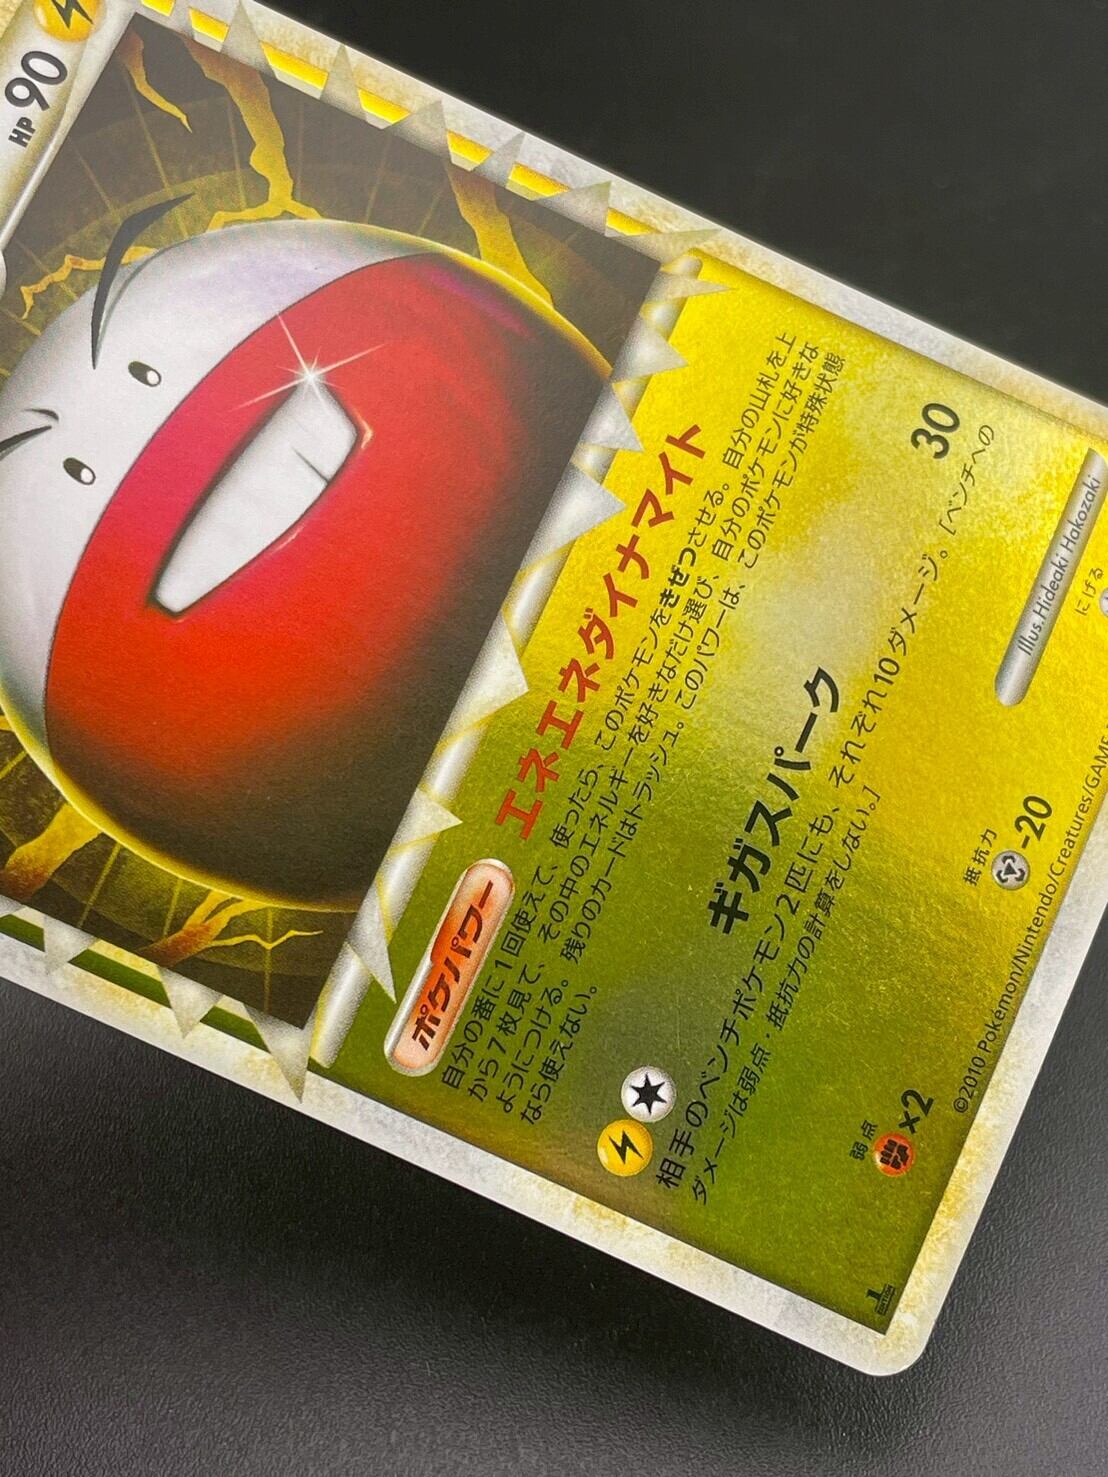 HP 90
ポケパワー
エネエネダイナマイト
自分の番に1回使えて、使ったら、このポケモンをきぜつさせる。自分の山札を上
から7枚見て、その中のエネルギーを好きなだけ選び、自分のポケモンに好きな
ようにつける。残りのカードはトラッシュ。このパワーは、このポケモンが特殊状態
なら使えない。
ギガスパーク 30
相手のベンチポケモン2匹にも、それぞれ10ダメージ。[ベンチへの
ダメージは弱点・抵抗力の計算をしない。]
Illus. Hideaki Hakozaki
弱点
×2
抵抗力
-20
にげる
©2010 Pokémon/Nintendo/Creatures/GAME
1 EDITION